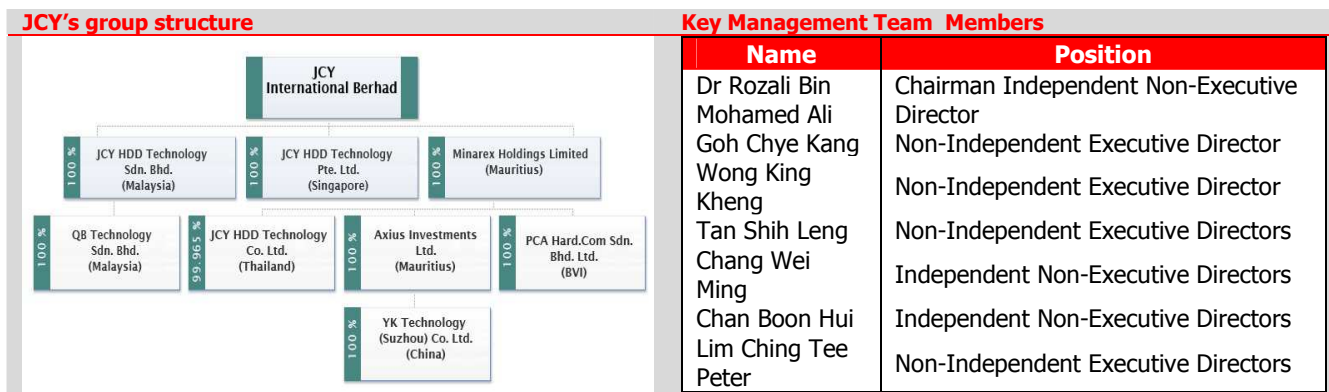 JCY's group structure
JCY
International Berhad
100 %
JCY HDD Technology
Sdn. Bhd.
(Malaysia)
100 %
JCY HDD Technology
Pte. Ltd.
(Singapore)
100 %
Minarex Holdings Limited
(Mauritius)
100 %
QB Technology
Sdn. Bhd.
(Malaysia)
99.965 %
JCY HDD Technology
Co. Ltd.
(Thailand)
100 %
Axius Investments
Ltd.
(Mauritius)
100 %
PCA Hard.Com Sdn.
Bhd. Ltd.
(BVI)
100 %
YK Technology
(Suzhou) Co. Ltd.
(China)
Key Management Team Members
Name Position
Dr Rozali Bin Chairman Independent Non-Executive
Mohamed Ali Director
Goh Chye Kang Non-Independent Executive Director
Wong King
Kheng Non-Independent Executive Director
Tan Shih Leng Non-Independent Executive Directors
Chang Wei
Ming Independent Non-Executive Directors
Chan Boon Hui Independent Non-Executive Directors
Lim Ching Tee
Peter Non-Independent Executive Directors